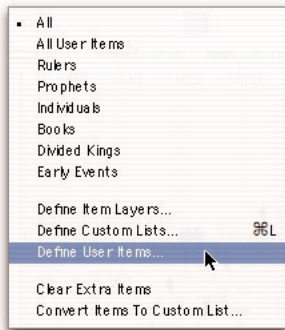 All
All User Items
Rulers
Prophets
Individuals
Books
Divided Kings
Early Events
Define Item Layers...
Define Custom Lists... ⌘L
Define User Items...
Clear Extra Items
Convert Items To Custom List...